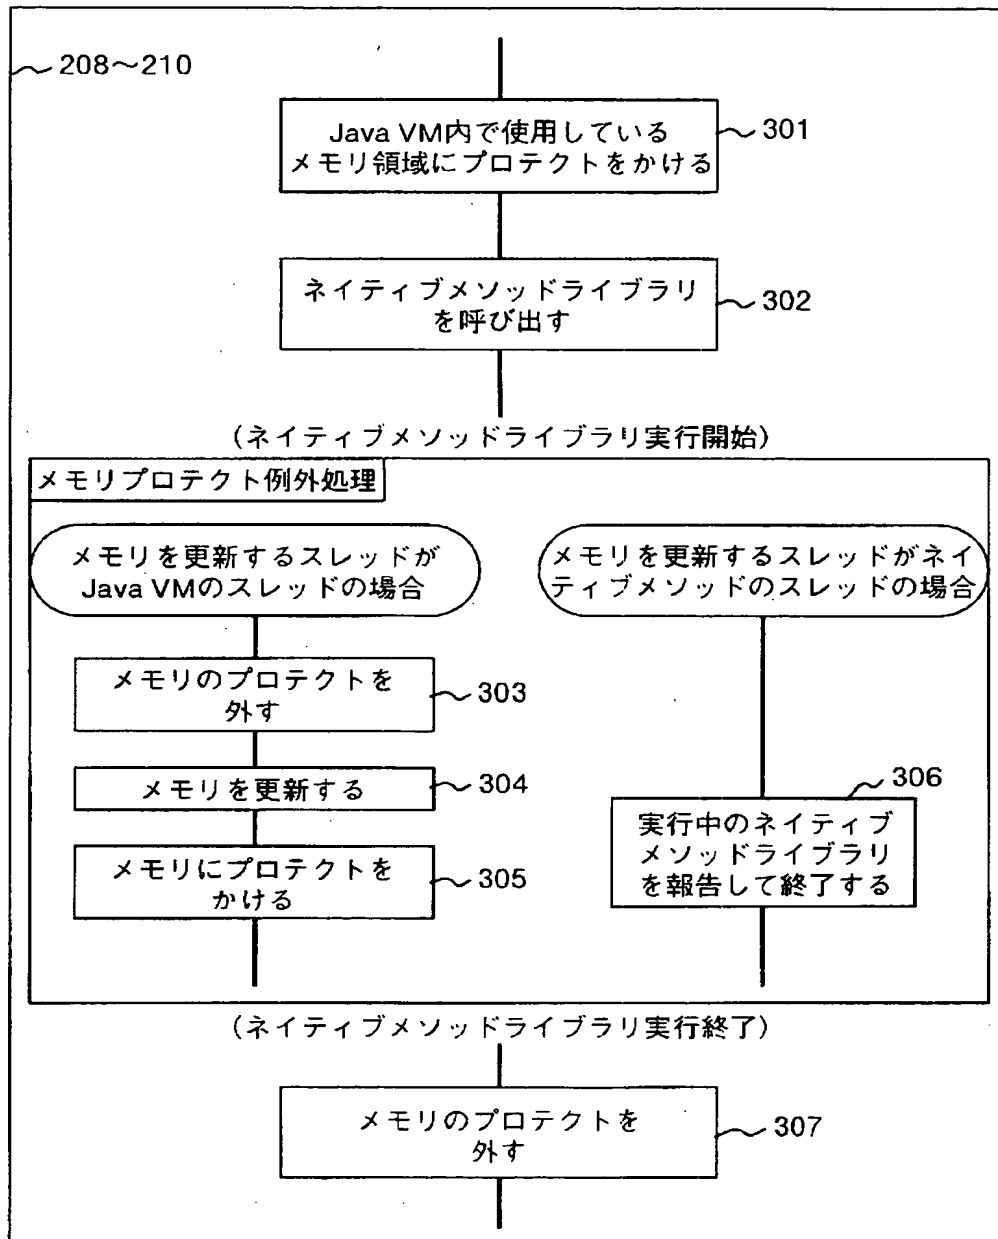 208～210
Java VM内で使用している
メモリ領域にプロテクトをかける
301
ネイティブメソッドライブラリ
を呼び出す
302
(ネイティブメソッドライブラリ実行開始)
メモリプロテクト例外処理
メモリを更新するスレッドが
Java VMのスレッドの場合
メモリを更新するスレッドがネイ
ティブメソッドのスレッドの場合
メモリのプロテクトを
外す
303
メモリを更新する
304
メモリにプロテクトを
かける
305
306
実行中のネイティブ
メソッドライブラリ
を報告して終了する
(ネイティブメソッドライブラリ実行終了)
メモリのプロテクトを
外す
307